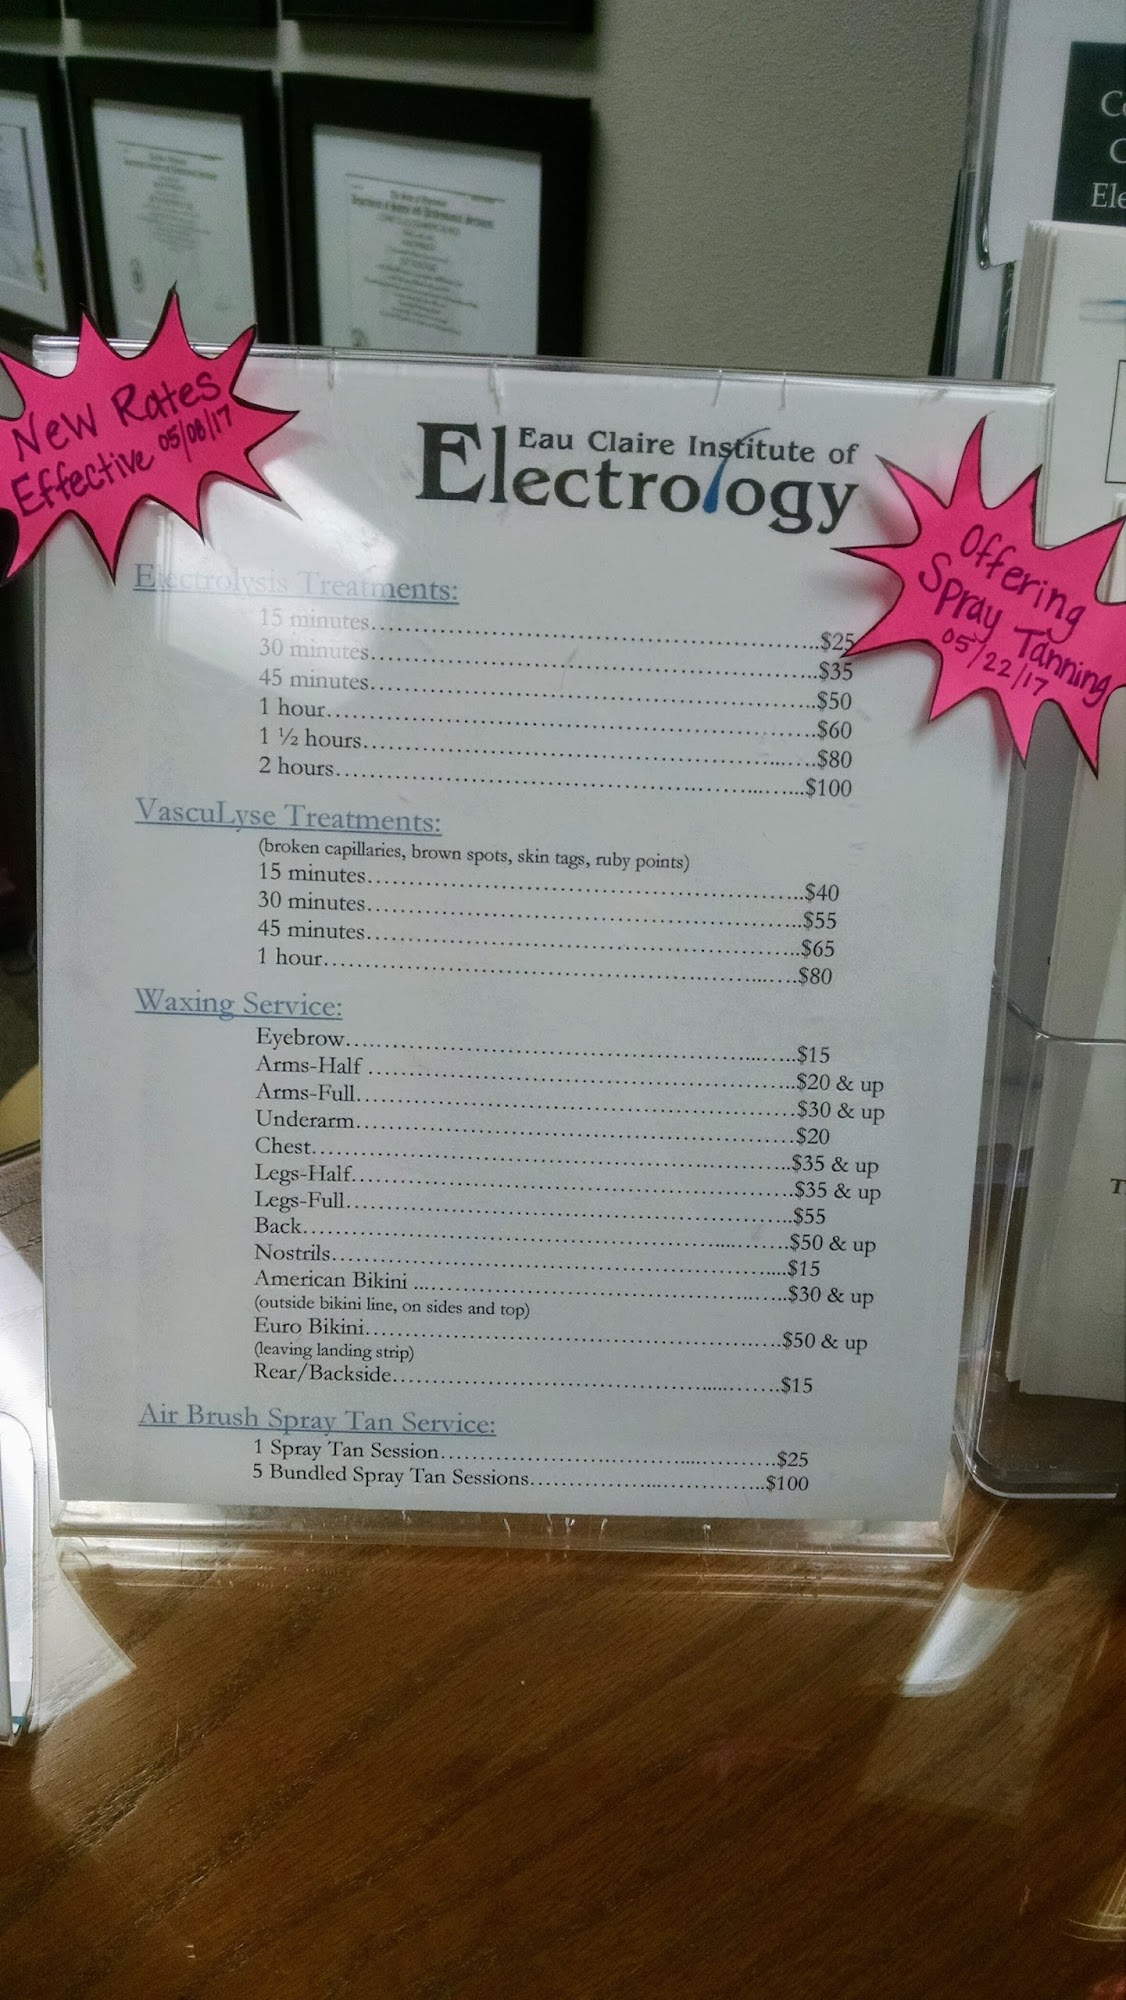 New Rates
Effective 05/08/17
Eau Claire Institute of
Electrology
Offering
Spray Tanning
05/22/17
Electrolysis Treatments:
15 minutes.....$25
30 minutes.....$35
45 minutes.....$50
1 hour.....$60
1 ½ hours.....$80
2 hours.....$100
VascuLyse Treatments:
(broken capillaries, brown spots, skin tags, ruby points)
15 minutes.....$40
30 minutes.....$55
45 minutes.....$65
1 hour.....$80
Waxing Service:
Eyebrow.....$15
Arms-Half.....$20 & up
Arms-Full.....$30 & up
Underarm.....$20
Chest.....$35 & up
Legs-Half.....$35 & up
Legs-Full.....$55
Back.....$50 & up
Nostrils.....$15
American Bikini.....$30 & up
(outside bikini line, on sides and top)
Euro Bikini.....$50 & up
(leaving landing strip)
Rear/Backside.....$15
Air Brush Spray Tan Service:
1 Spray Tan Session.....$25
5 Bundled Spray Tan Sessions.....$100